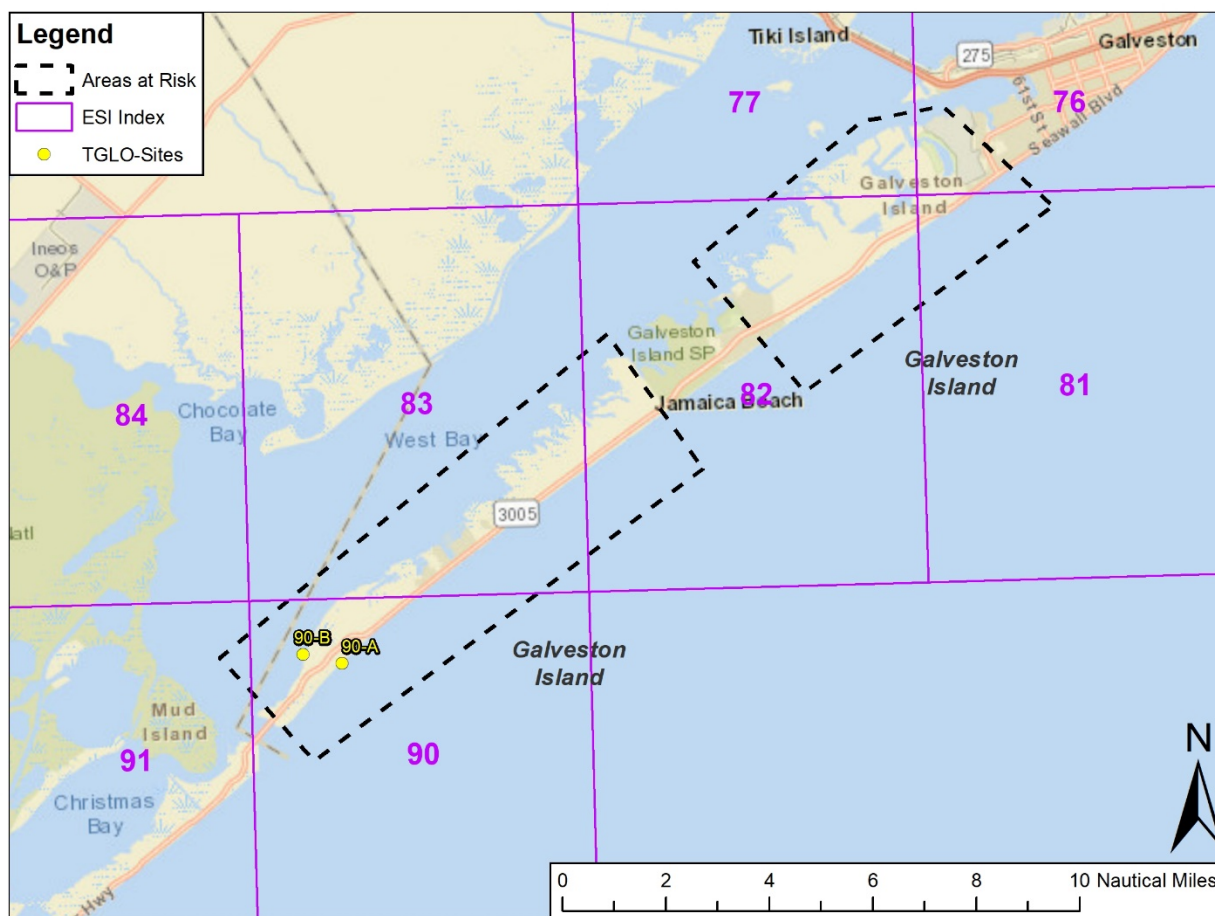 Legend
Areas at Risk
ESI Index
TGLO-Sites
Tiki Island
275
Galveston
61st St
Seawall Blvd
77
76
Galveston
Island
Ineos
O&P
Galveston
Island SP
Galveston
Island
84
Chocolate
Bay
83
West Bay
Jamaica Beach
82
81
3005
90-B
90-A
Galveston
Island
Mud
Island
91
90
Christmas
Bay
Hwy
N
0 2 4 6 8 10 Nautical Miles